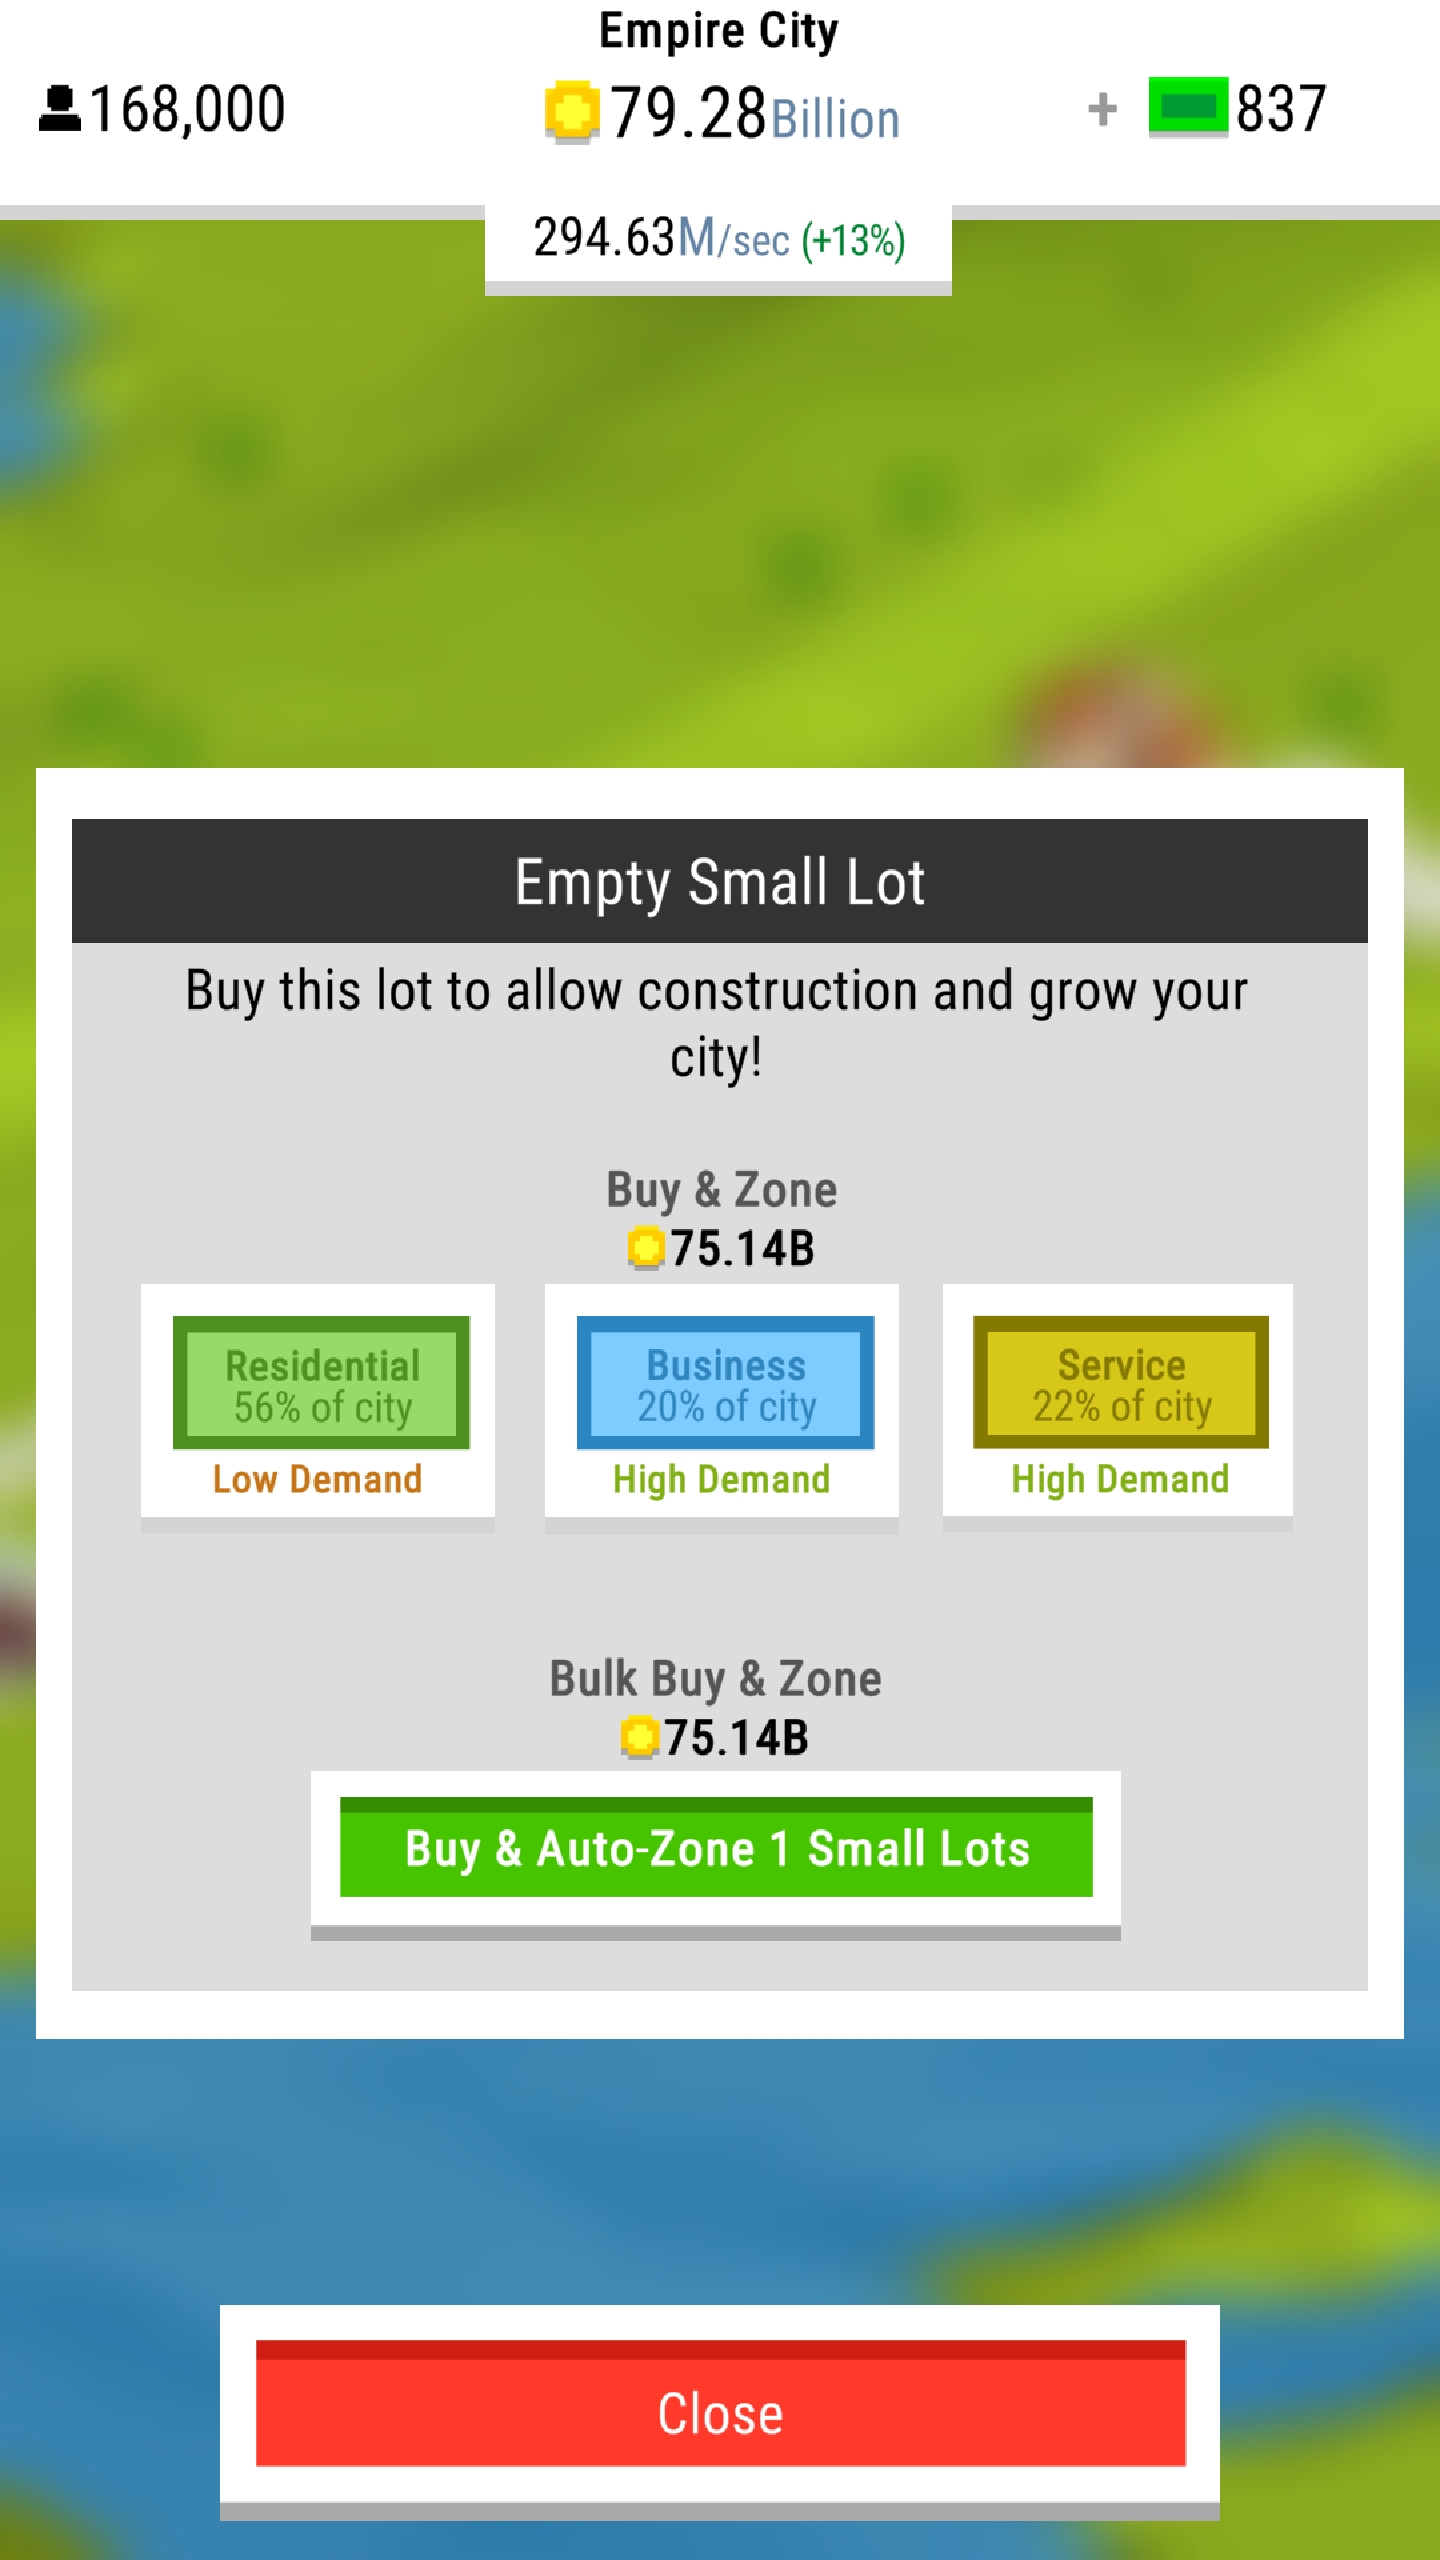 Empire City
168,000
79.28 Billion
+ 837
294.63M/sec (+13%)
Empty Small Lot
Buy this lot to allow construction and grow your
city!
Buy & Zone
75.14B
Residential
56% of city
Low Demand
Business
20% of city
High Demand
Service
22% of city
High Demand
Bulk Buy & Zone
75.14B
Buy & Auto-Zone 1 Small Lots
Close